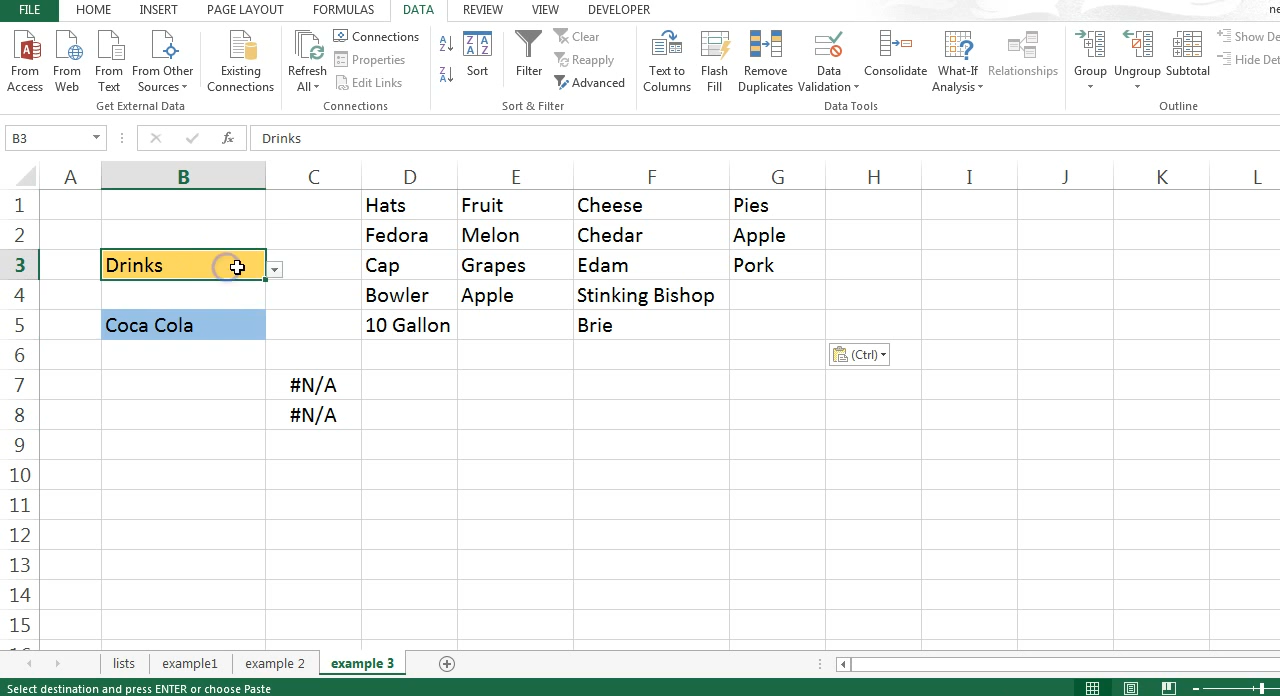 FILE HOME INSERT PAGE LAYOUT FORMULAS DATA REVIEW VIEW DEVELOPER ne
From Access
From Web
From Text
From Other Sources
Existing Connections
Get External Data
Refresh All
Connections
Properties
Edit Links
Connections
Sort
Filter
Clear
Reapply
Advanced
Sort & Filter
Text to Columns
Flash Fill
Remove Duplicates
Data Validation
Consolidate
What-If Analysis
Relationships
Data Tools
Group
Ungroup
Subtotal
Show De
Hide Det
Outline
B3 fx Drinks
A B C D E F G H I J K L
1 Hats Fruit Cheese Pies
2 Fedora Melon Chedar Apple
3 Drinks Cap Grapes Edam Pork
4 Bowler Apple Stinking Bishop
5 Coca Cola 10 Gallon Brie
6 (Ctrl)
7 #N/A
8 #N/A
9
10
11
12
13
14
15
lists example1 example 2 example 3
Select destination and press ENTER or choose Paste